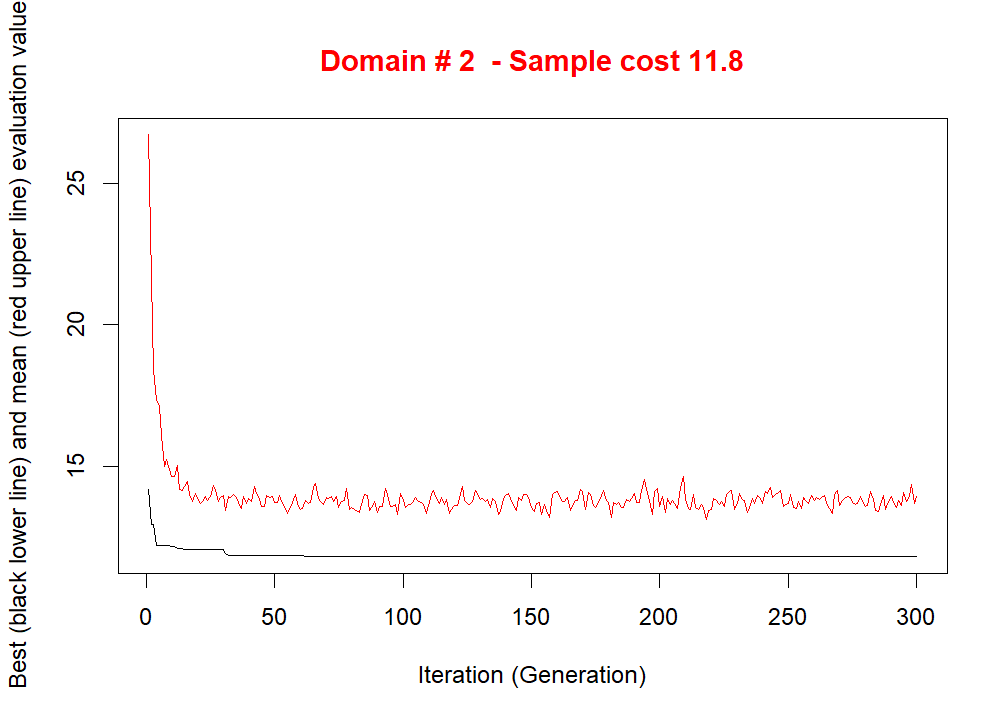 Domain # 2  - Sample cost 11.8
Best (black lower line) and mean (red upper line) evaluation value
25
20
15
0 50 100 150 200 250 300
Iteration (Generation)